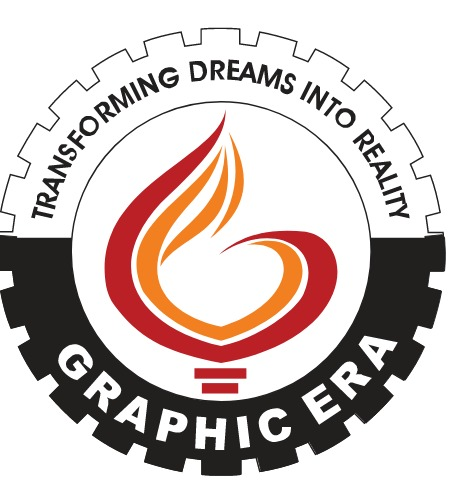 TRANSFORMING DREAMS INTO REALITY
GRAPHIC ERA